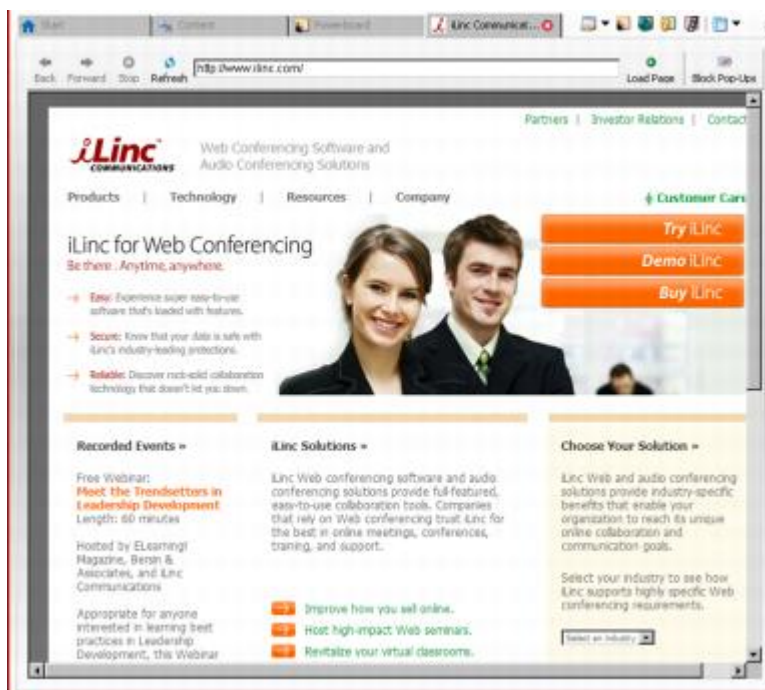 Start
Content
Powerboard
iLinc Communicat...
Back
Forward
Stop
Refresh
http://www.ilinc.com/
Load Page
Block Pop-Ups
Partners | Investor Relations | Contact
iLinc
COMMUNICATIONS
Web Conferencing Software and
Audio Conferencing Solutions
Products | Technology | Resources | Company
Customer Care
iLinc for Web Conferencing
Be there. Anytime, anywhere.
Try iLinc
Demo iLinc
Buy iLinc
Easy: Experience super easy-to-use
software that's loaded with features.
Secure: Know that your data is safe with
iLinc's industry-leading protections.
Reliable: Discover rock-solid collaboration
technology that doesn't let you down.
Recorded Events »
Free Webinar:
Meet the Trendsetters in
Leadership Development
Length: 60 minutes
Hosted by ELearning!
Magazine, Bersin &
Associates, and iLinc
Communications
Appropriate for anyone
interested in learning best
practices in Leadership
Development, this Webinar
iLinc Solutions »
iLinc Web conferencing software and audio
conferencing solutions provide full-featured,
easy-to-use collaboration tools. Companies
that rely on Web conferencing trust iLinc for
the best in online meetings, conferences,
training, and support.
Improve how you sell online.
Host high-impact Web seminars.
Revitalize your virtual classrooms.
Choose Your Solution »
iLinc Web and audio conferencing
solutions provide industry-specific
benefits that enable your
organization to reach its unique
online collaboration and
communication goals.
Select your industry to see how
iLinc supports highly specific Web
conferencing requirements.
Select an Industry